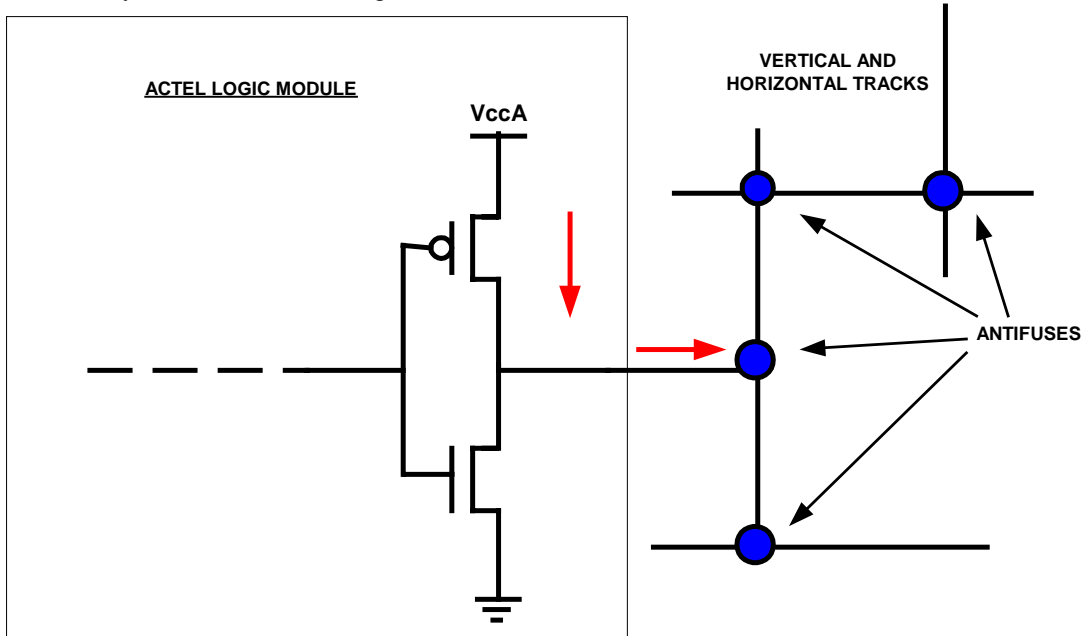 ACTEL LOGIC MODULE
VERTICAL AND
HORIZONTAL TRACKS
VccA
ANTIFUSES